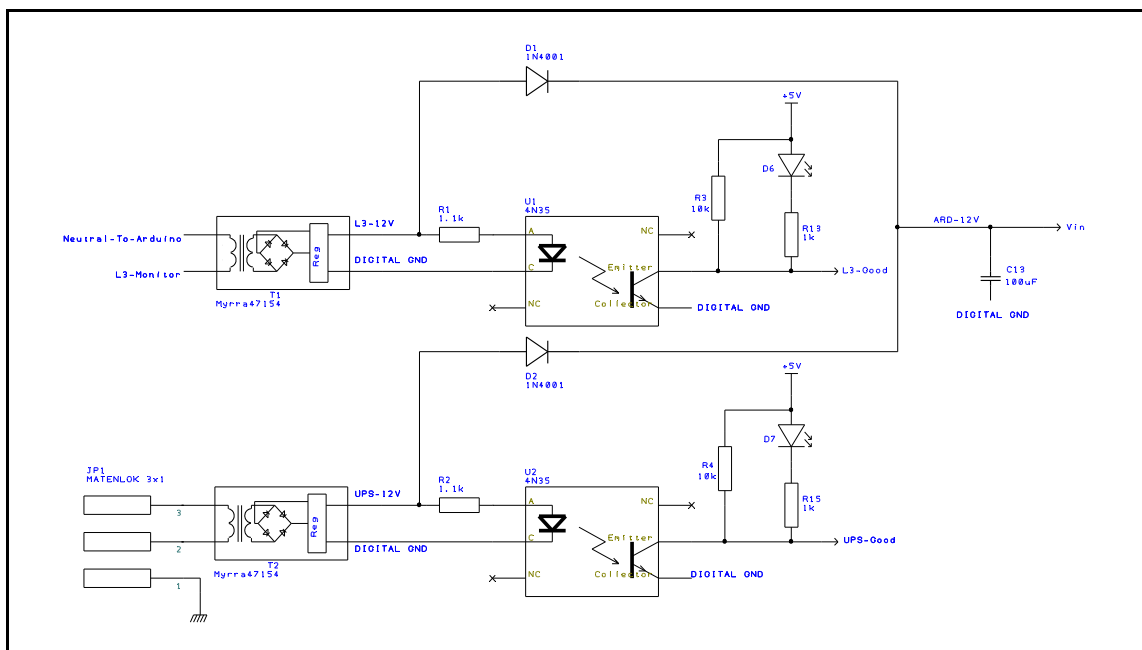 D1
1N4001
+5V
D6
R3
10k
R13
1k
U1
4N35
R1
1.1k
L3-12V
A
NC
ARD-12V
Vin
Neutral-To-Arduino
Reg
DIGITAL GND
C
Emitter
L3-Good
C13
100uF
L3-Monitor
T1
Myrra47154
NC
Collector
DIGITAL GND
DIGITAL GND
D2
1N4001
+5V
D7
R4
10k
R15
1k
JP1
MATENLOK 3x1
U2
4N35
R2
1.1k
UPS-12V
A
NC
3
Reg
2
DIGITAL GND
C
Emitter
UPS-Good
T2
Myrra47154
NC
Collector
DIGITAL GND
1